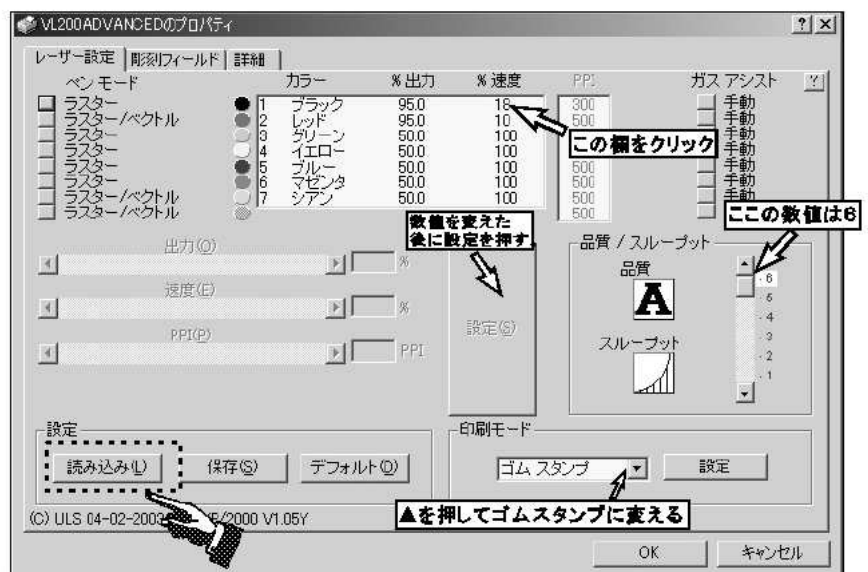 VL200ADVANCEDのプロパティ
? ×
レーザー設定 彫刻フィールド 詳細
ペン モード カラー % 出力 % 速度 PPI ガス アシスト ?
ラスター 1 ブラック 95.0 18 300 手動
ラスター/ベクトル 2 レッド 95.0 10 500 手動
ラスター 3 グリーン 50.0 100 手動
ラスター 4 イエロー 50.0 100 手動
ラスター 5 ブルー 50.0 100 500 手動
ラスター 6 マゼンタ 50.0 100 500 手動
ラスター/ベクトル 7 シアン 50.0 100 500 手動
ラスター/ベクトル 500
この欄をクリック
ここの数値は6
数値を変えた
後に設定を押す
出力(O) %
速度(E) %
PPI(P) PPI
設定(S)
品質 / スループット
品質
A
スループット
6
5
4
3
2
1
設定
読み込み(L) 保存(S) デフォルト(D)
印刷モード
ゴム スタンプ 設定
▲を押してゴムスタンプに変える
(C) ULS 04-02-2003 /2000 V1.05Y
OK キャンセル